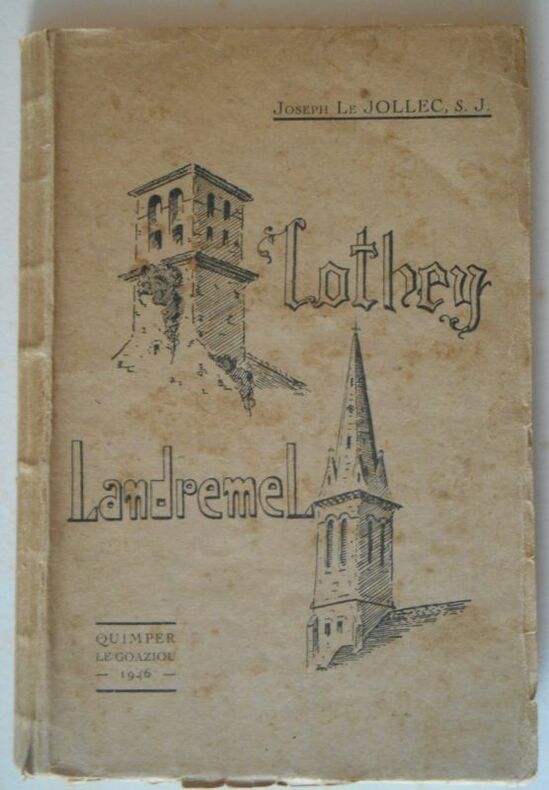 Joseph Le JOLLEC, S. J.
Lothey
Landremel
QUIMPER
LE GOAZIOU
— 1946 —